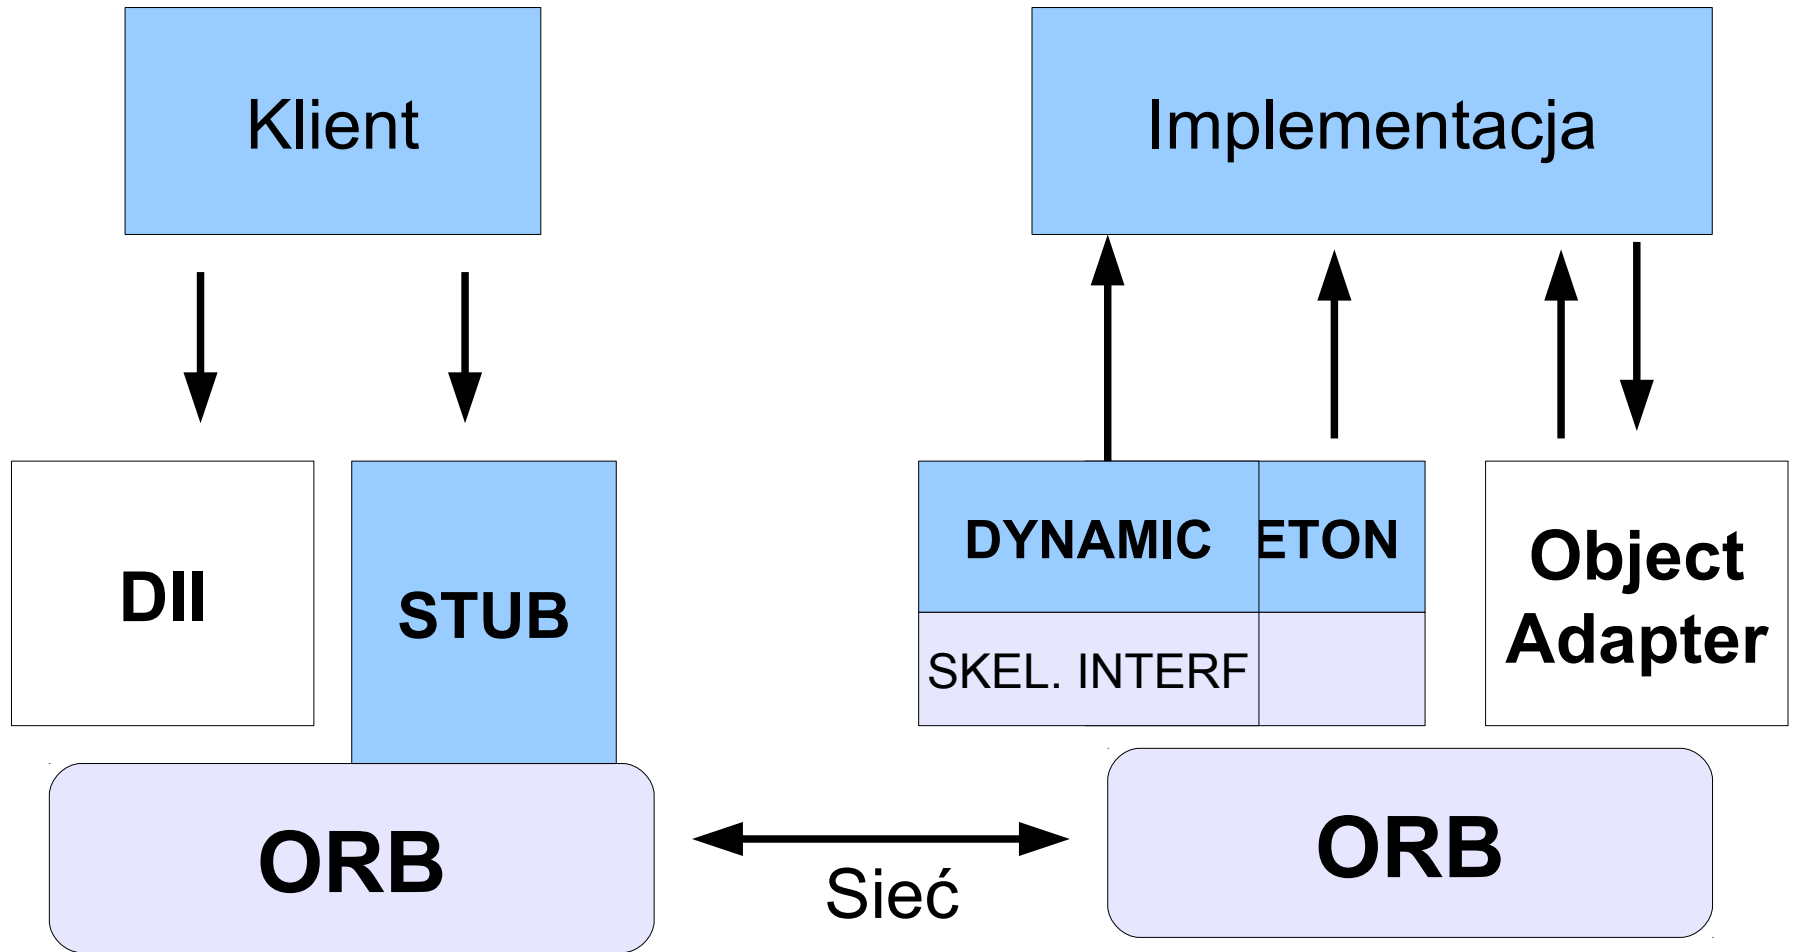 Klient
Implementacja
DII
STUB
DYNAMIC
ETON
SKEL. INTERF
Object
Adapter
ORB
Sieć
ORB